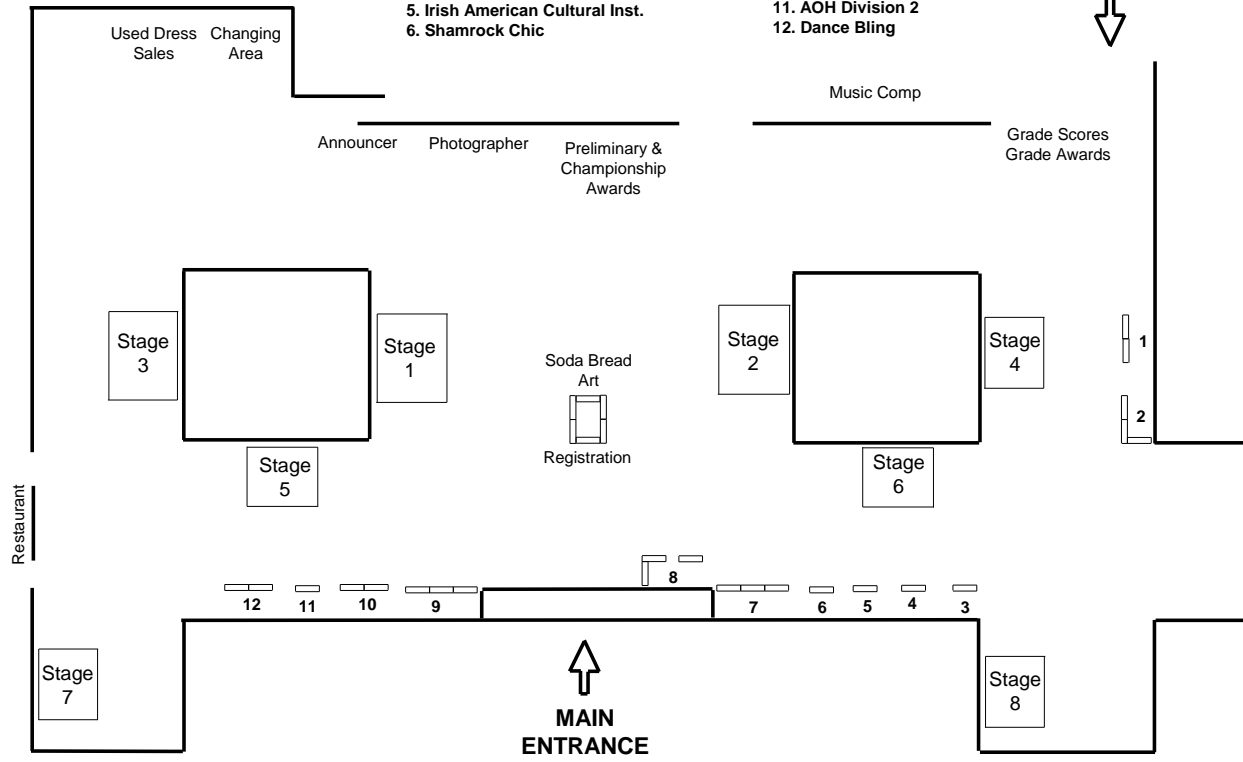 5. Irish American Cultural Inst.
6. Shamrock Chic
11. AOH Division 2
12. Dance Bling
Used Dress
Sales
Changing
Area
Music Comp
Announcer
Photographer
Preliminary &
Championship
Awards
Grade Scores
Grade Awards
Stage
3
Stage
1
Soda Bread
Art
Registration
Stage
2
Stage
4
1
2
Stage
5
Stage
6
Restaurant
12
11
10
9
8
7
6
5
4
3
Stage
7
Stage
8
MAIN
ENTRANCE